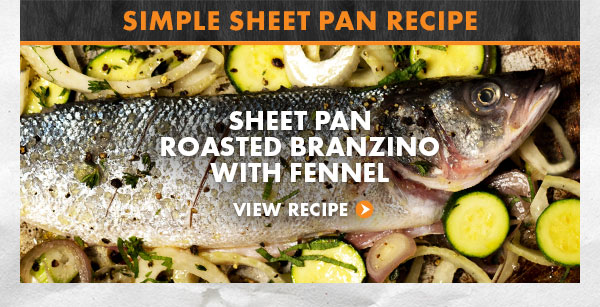 SIMPLE SHEET PAN RECIPE
SHEET PAN
ROASTED BRANZINO
WITH FENNEL
VIEW RECIPE